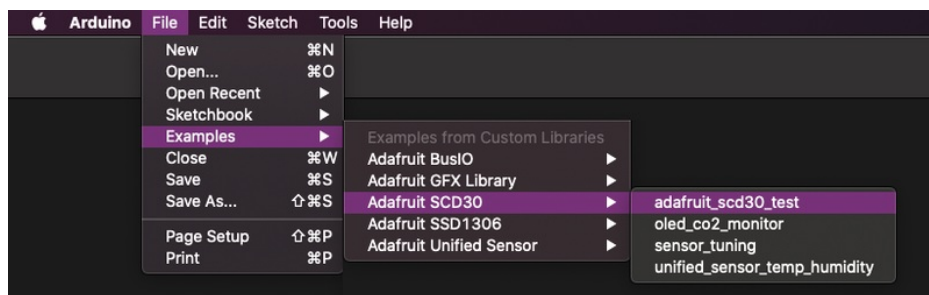 Arduino File Edit Sketch Tools Help
New ⌘N
Open... ⌘O
Open Recent ▶
Sketchbook ▶
Examples ▶
Close ⌘W
Save ⌘S
Save As... ⇧⌘S
Page Setup ⇧⌘P
Print ⌘P
Examples from Custom Libraries
Adafruit BusIO ▶
Adafruit GFX Library ▶
Adafruit SCD30 ▶
Adafruit SSD1306 ▶
Adafruit Unified Sensor ▶
adafruit_scd30_test
oled_co2_monitor
sensor_tuning
unified_sensor_temp_humidity